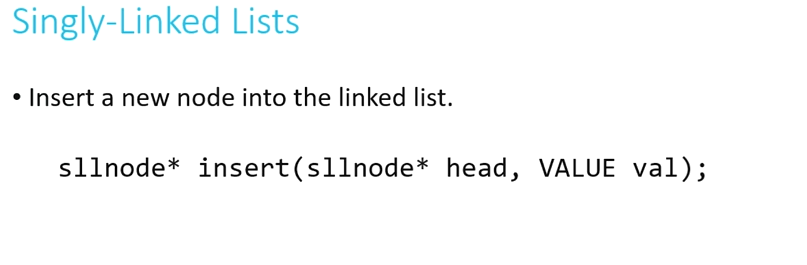 Singly-Linked Lists
• Insert a new node into the linked list.
sllnode* insert(sllnode* head, VALUE val);